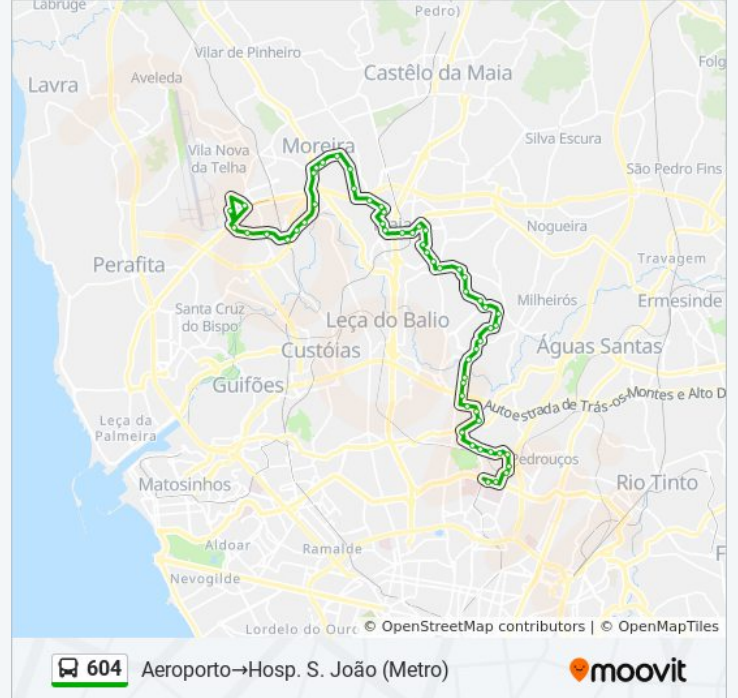 Labruge
Pedro)
Vilar de Pinheiro
Castêlo da Maia
Folg
Aveleda
Lavra
Vila Nova
da Telha
Moreira
Silva Escura
São Pedro Fins
Maia
Nogueira
Perafita
Travagem
Santa Cruz
do Bispo
Leça do Balio
Milheirós
Ermesinde
Custóias
Águas Santas
Guifões
Autoestrada de Trás-os-Montes e Alto D
Leça da
Palmeira
Pedrouços
Matosinhos
Rio Tinto
Aldoar
Ramalde
F
Nevogilde
Lordelo do Ouro
© OpenStreetMap contributors | © OpenMapTiles
604 Aeroporto→Hosp. S. João (Metro)
moovit